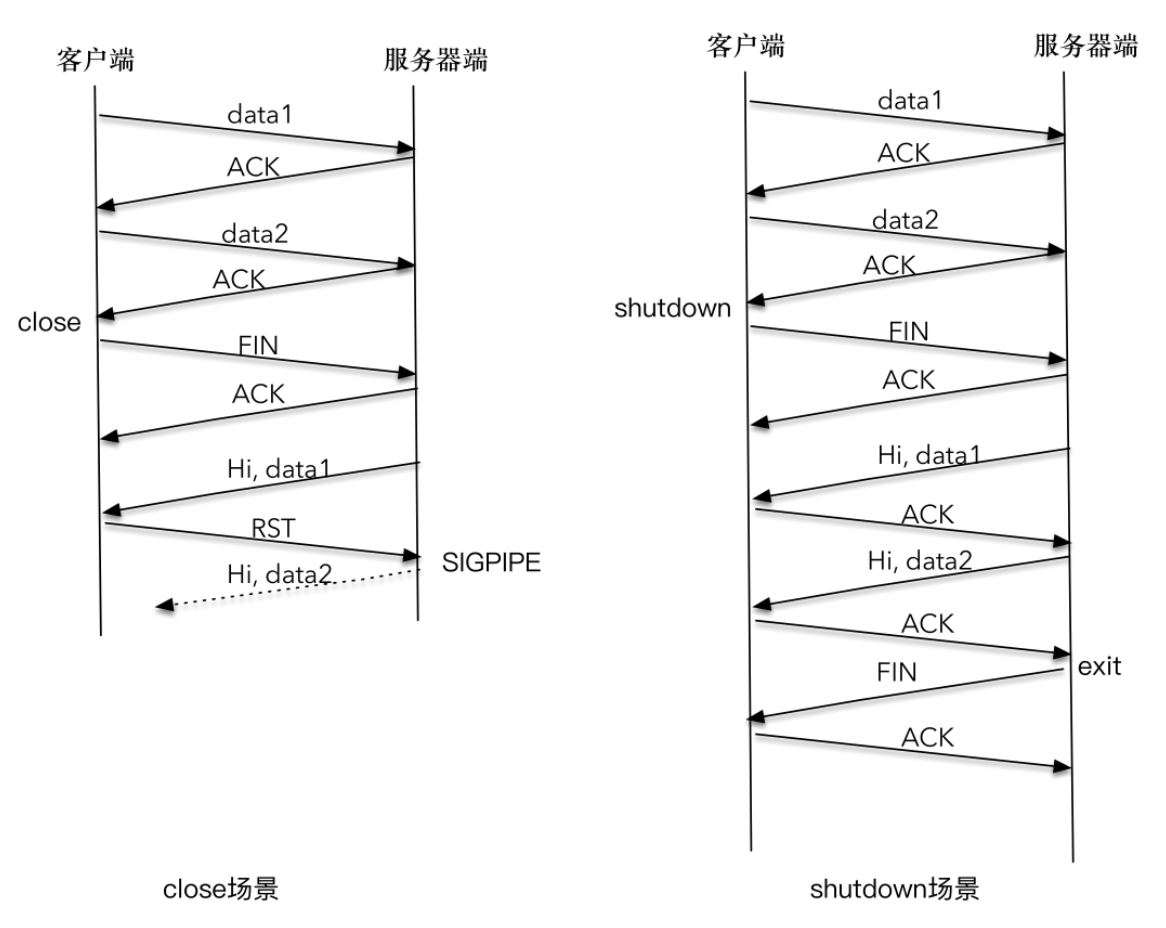 客户端
服务器端
data1
ACK
data2
ACK
close
FIN
ACK
Hi, data1
RST
SIGPIPE
Hi, data2
close场景
客户端
服务器端
data1
ACK
data2
ACK
shutdown
FIN
ACK
Hi, data1
ACK
Hi, data2
ACK
exit
FIN
ACK
shutdown场景